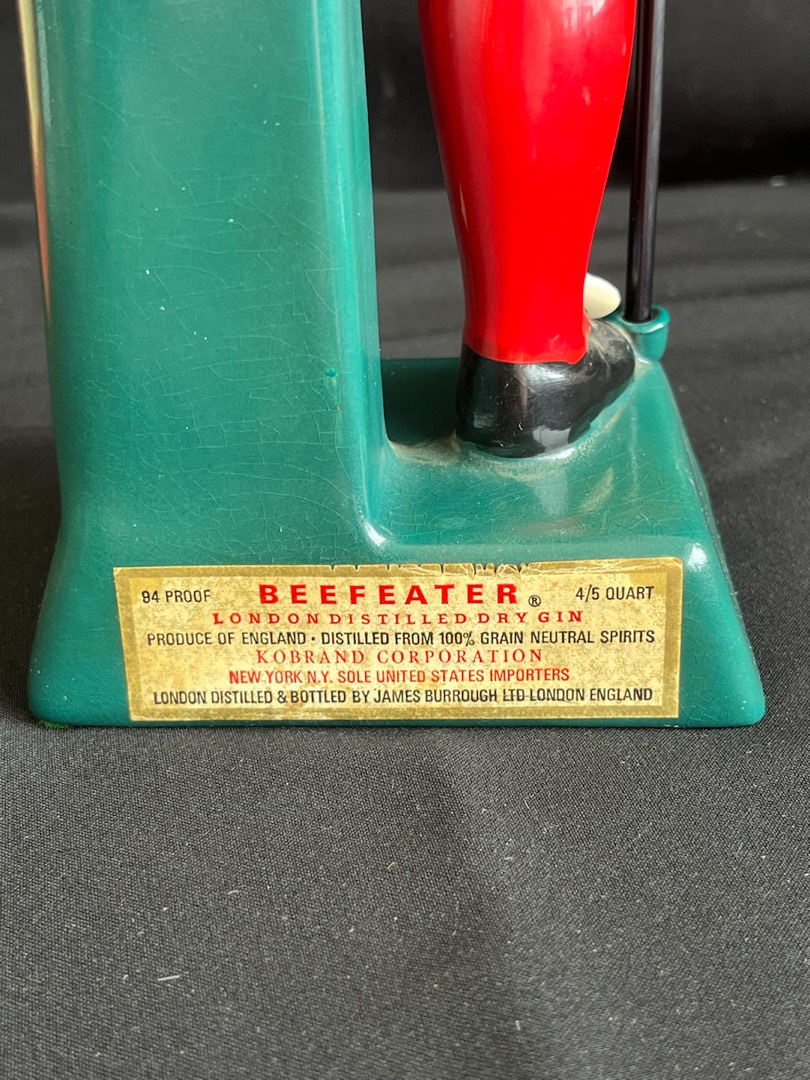 94 PROOF BEEFEATER® 4/5 QUART
LONDON DISTILLED DRY GIN
PRODUCE OF ENGLAND • DISTILLED FROM 100% GRAIN NEUTRAL SPIRITS
KOBRAND CORPORATION
NEW YORK N.Y. SOLE UNITED STATES IMPORTERS
LONDON DISTILLED & BOTTLED BY JAMES BURROUGH LTD-LONDON ENGLAND